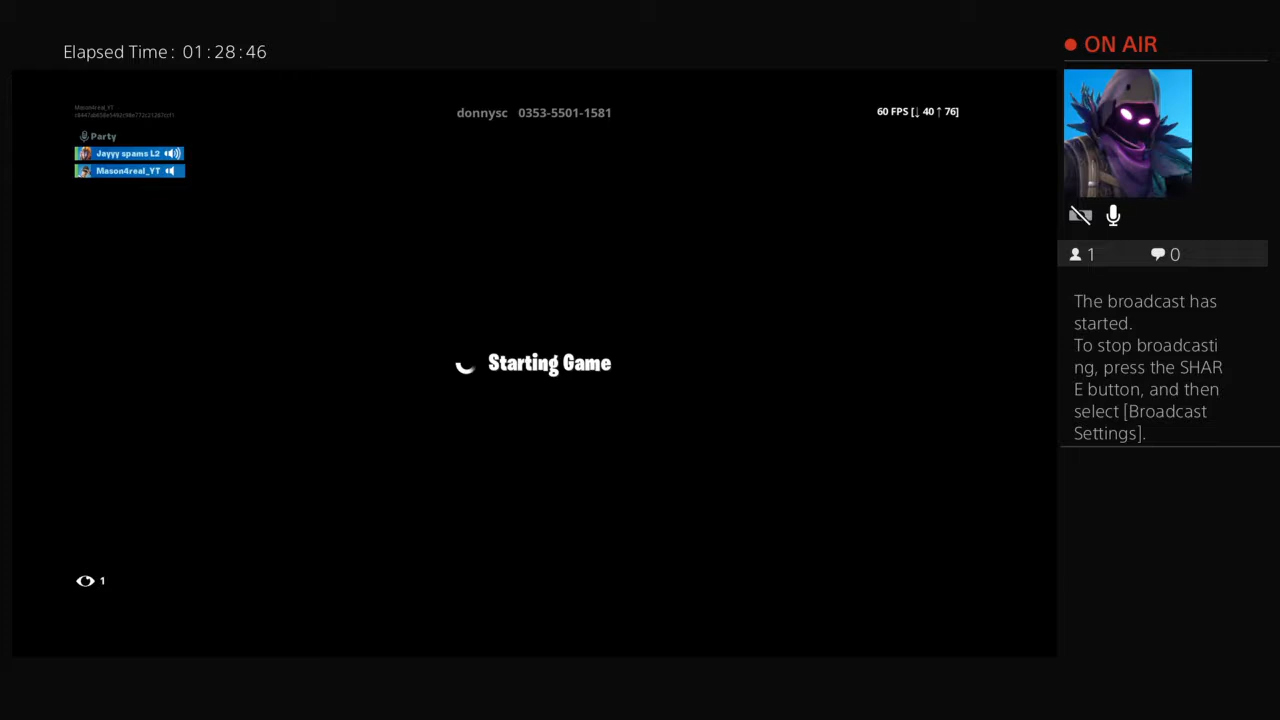 Elapsed Time: 01:28:46
ON AIR
Mason4real_YT
donnysc 0353-5501-1581
60 FPS [↓ 40 ↑ 76]
Party
Jayyy spams L2
Mason4real_YT
1
0
The broadcast has
started.
To stop broadcasti
ng, press the SHAR
E button, and then
select [Broadcast
Settings].
Starting Game
1